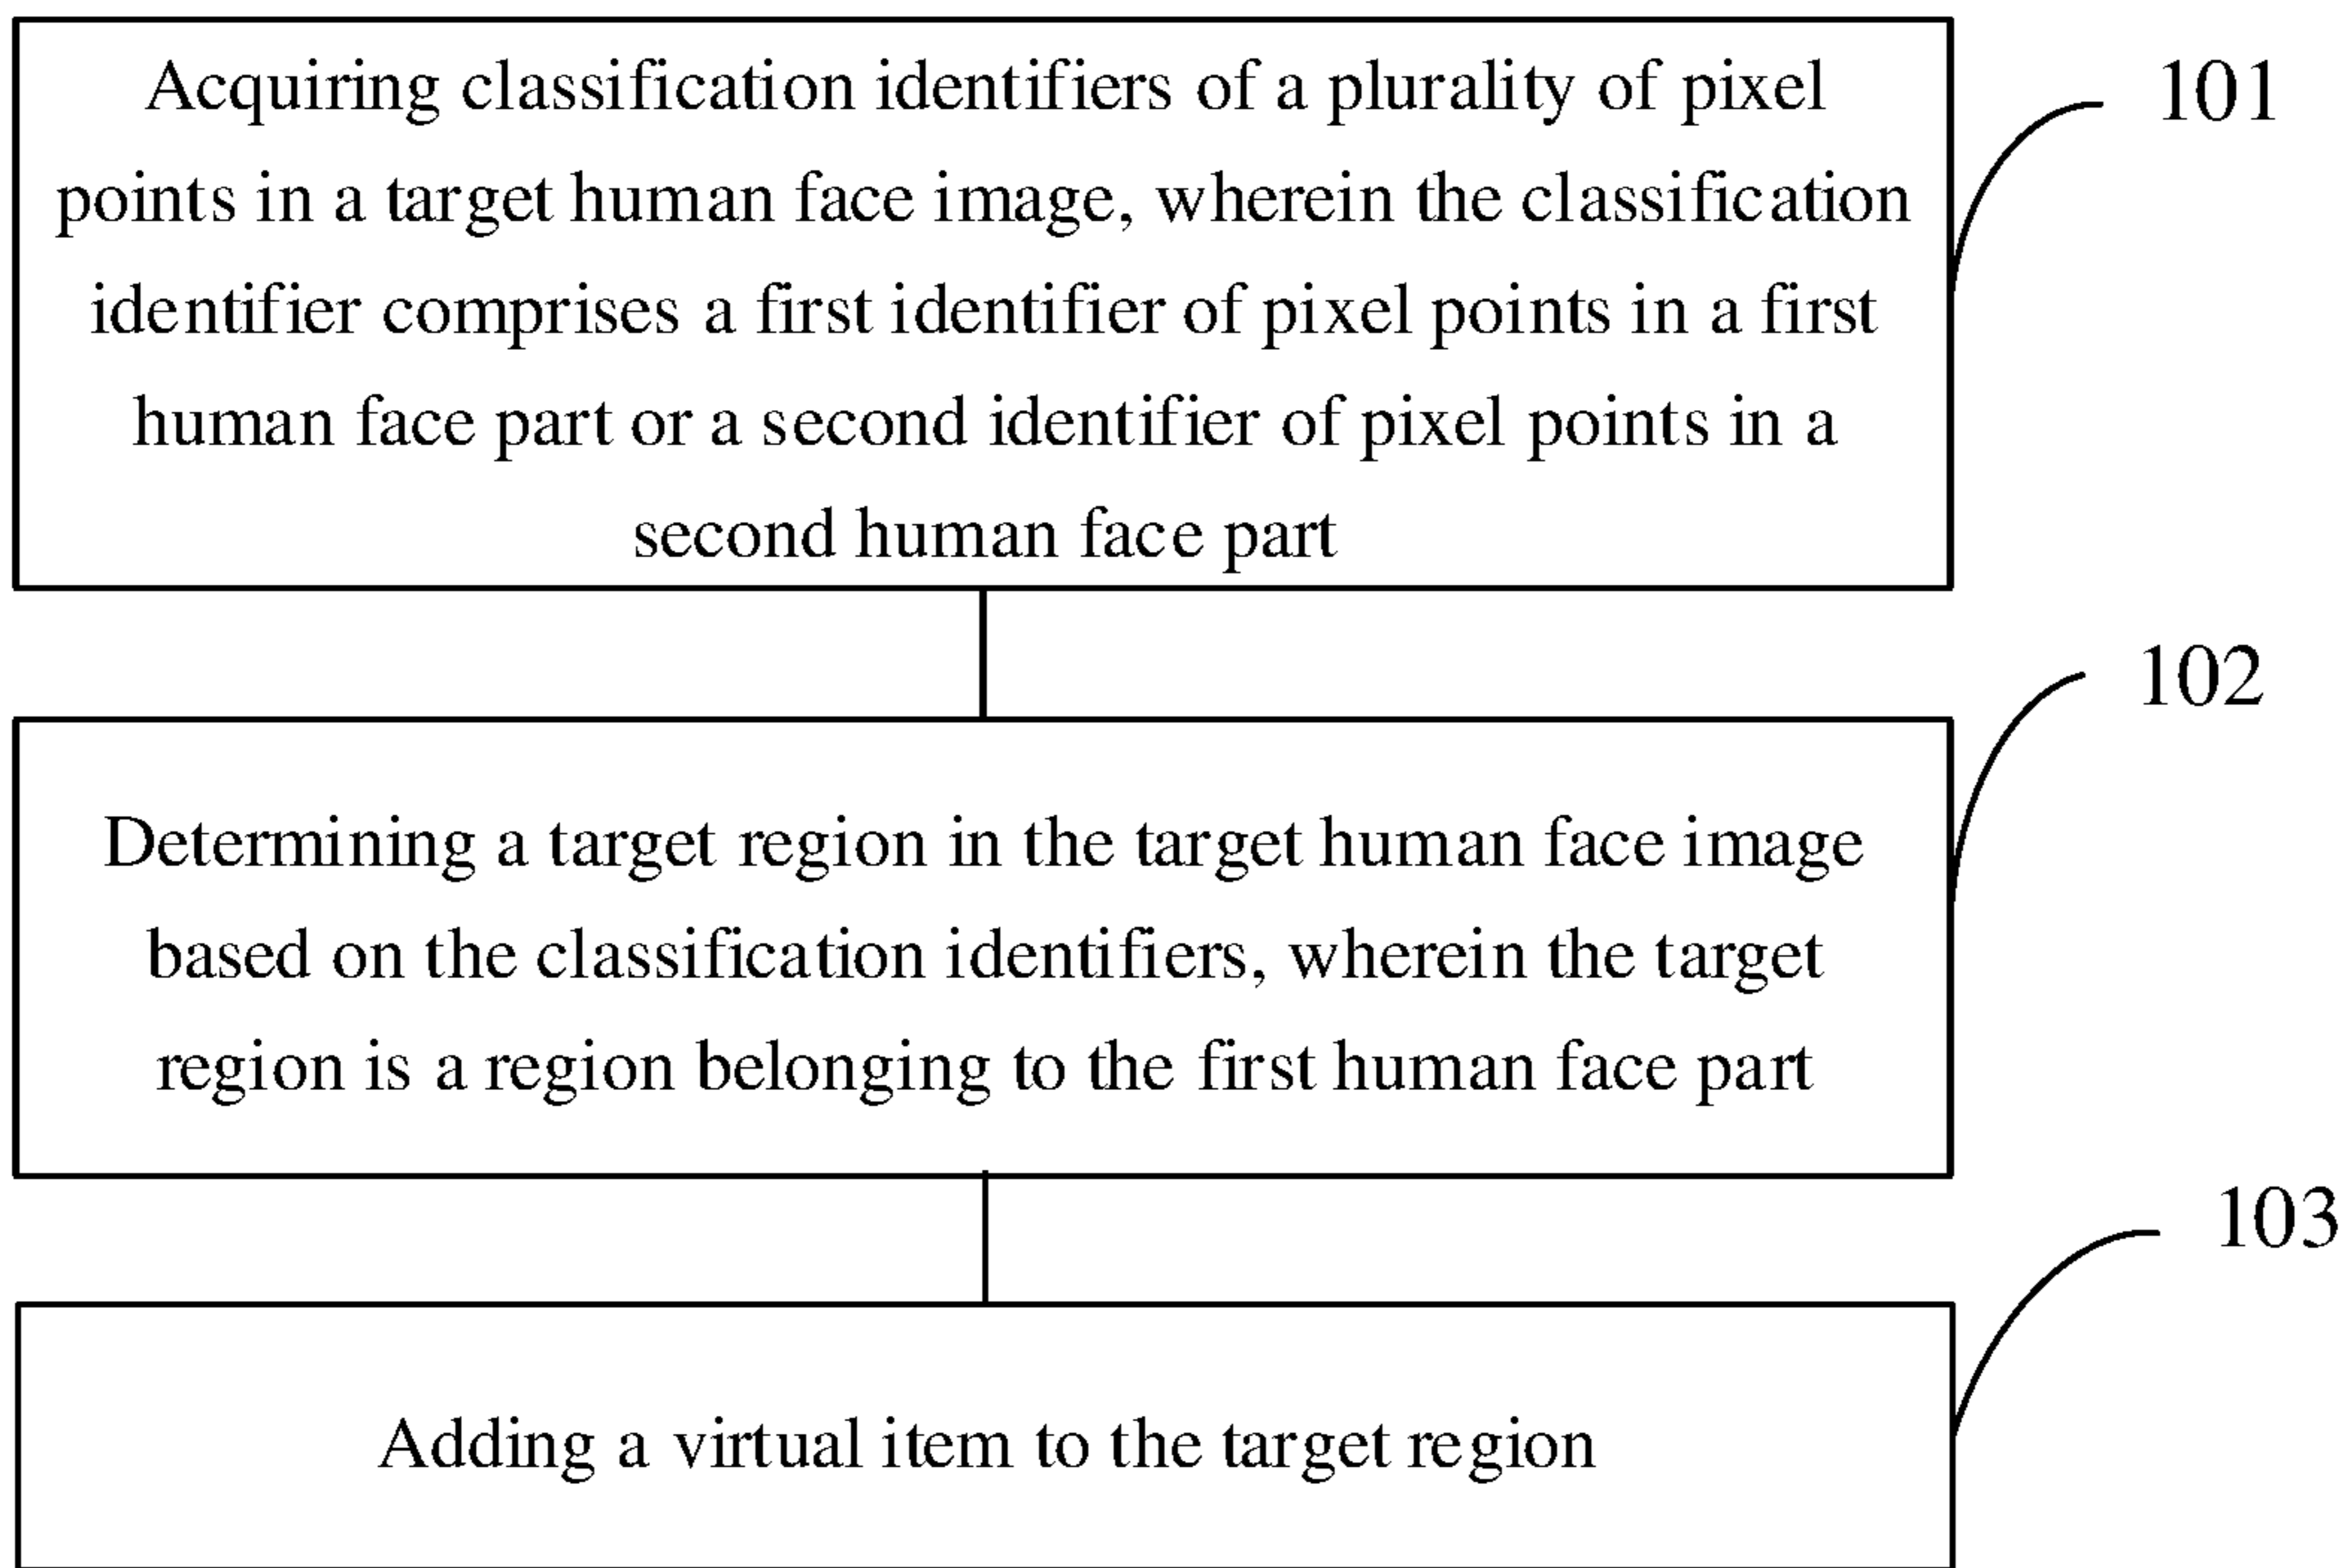 Acquiring classification identifiers of a plurality of pixel
points in a target human face image, wherein the classification
identifier comprises a first identifier of pixel points in a first
human face part or a second identifier of pixel points in a
second human face part
101
Determining a target region in the target human face image
based on the classification identifiers, wherein the target
region is a region belonging to the first human face part
102
Adding a virtual item to the target region
103